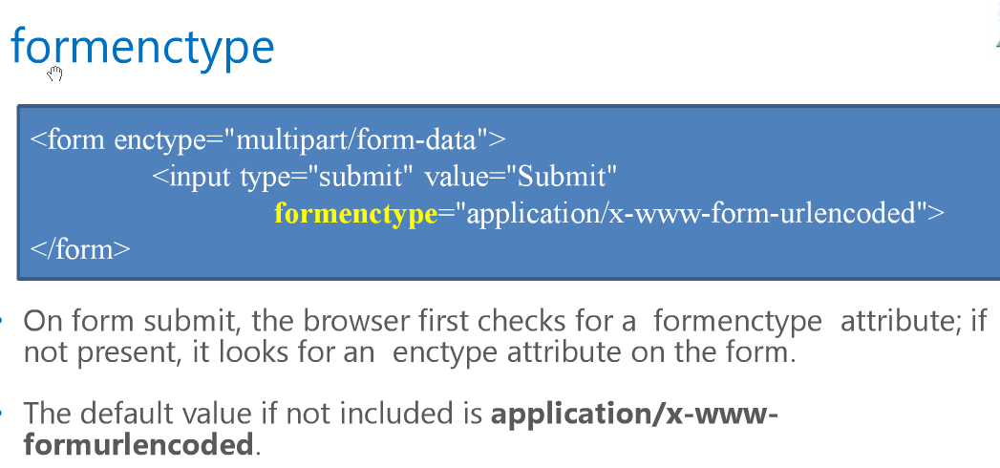 formenctype
<form enctype="multipart/form-data">
<input type="submit" value="Submit"
formenctype="application/x-www-form-urlencoded">
</form>
• On form submit, the browser first checks for a formenctype attribute; if
not present, it looks for an enctype attribute on the form.
• The default value if not included is application/x-www-
formurlencoded.